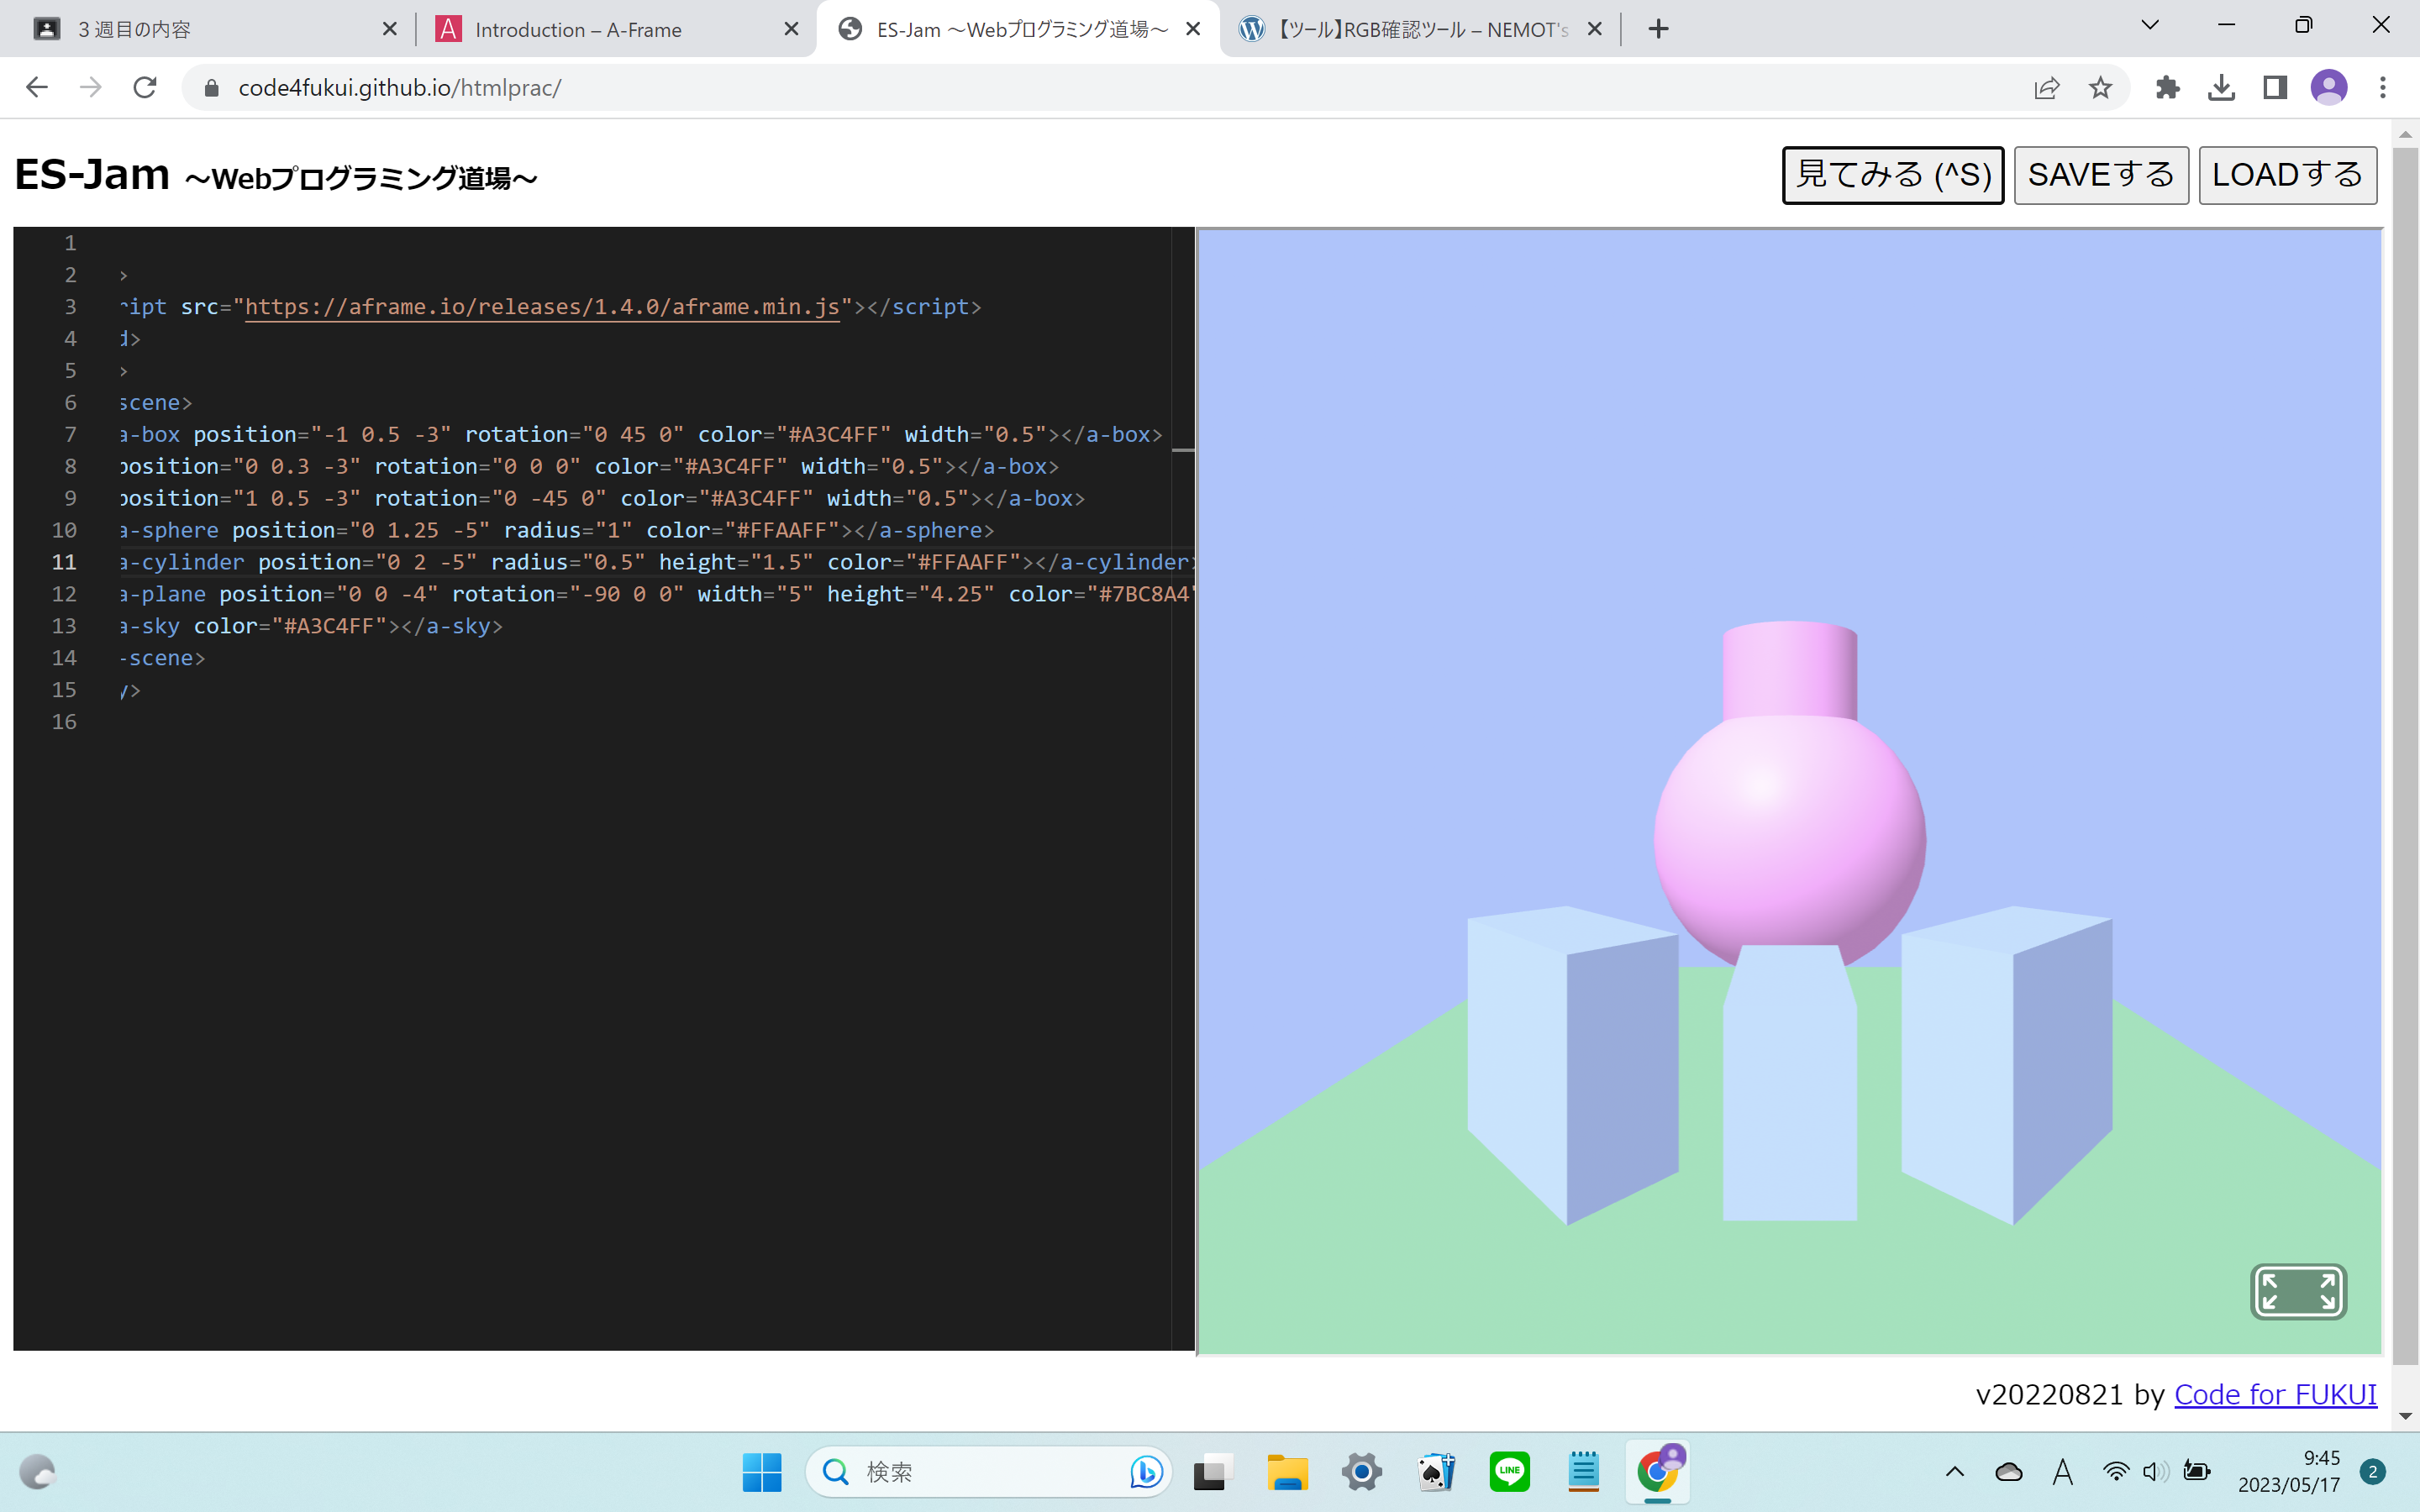 ３週目の内容
Introduction – A-Frame
ES-Jam ～Webプログラミング道場～
【ツール】RGB確認ツール – NEMOT's
code4fukui.github.io/htmlprac/
ES-Jam ～Webプログラミング道場～
見てみる (^S)
SAVEする
LOADする
1
2 >
3 ript src="https://aframe.io/releases/1.4.0/aframe.min.js"></script>
4 d>
5 >
6 scene>
7 a-box position="-1 0.5 -3" rotation="0 45 0" color="#A3C4FF" width="0.5"></a-box>
8 position="0 0.3 -3" rotation="0 0 0" color="#A3C4FF" width="0.5"></a-box>
9 position="1 0.5 -3" rotation="0 -45 0" color="#A3C4FF" width="0.5"></a-box>
10 a-sphere position="0 1.25 -5" radius="1" color="#FFAAFF"></a-sphere>
11 a-cylinder position="0 2 -5" radius="0.5" height="1.5" color="#FFAAFF"></a-cylinder>
12 a-plane position="0 0 -4" rotation="-90 0 0" width="5" height="4.25" color="#7BC8A4"
13 a-sky color="#A3C4FF"></a-sky>
14 -scene>
15 y>
16
v20220821 by Code for FUKUI
検索
LINE
A
9:45
2023/05/17
2